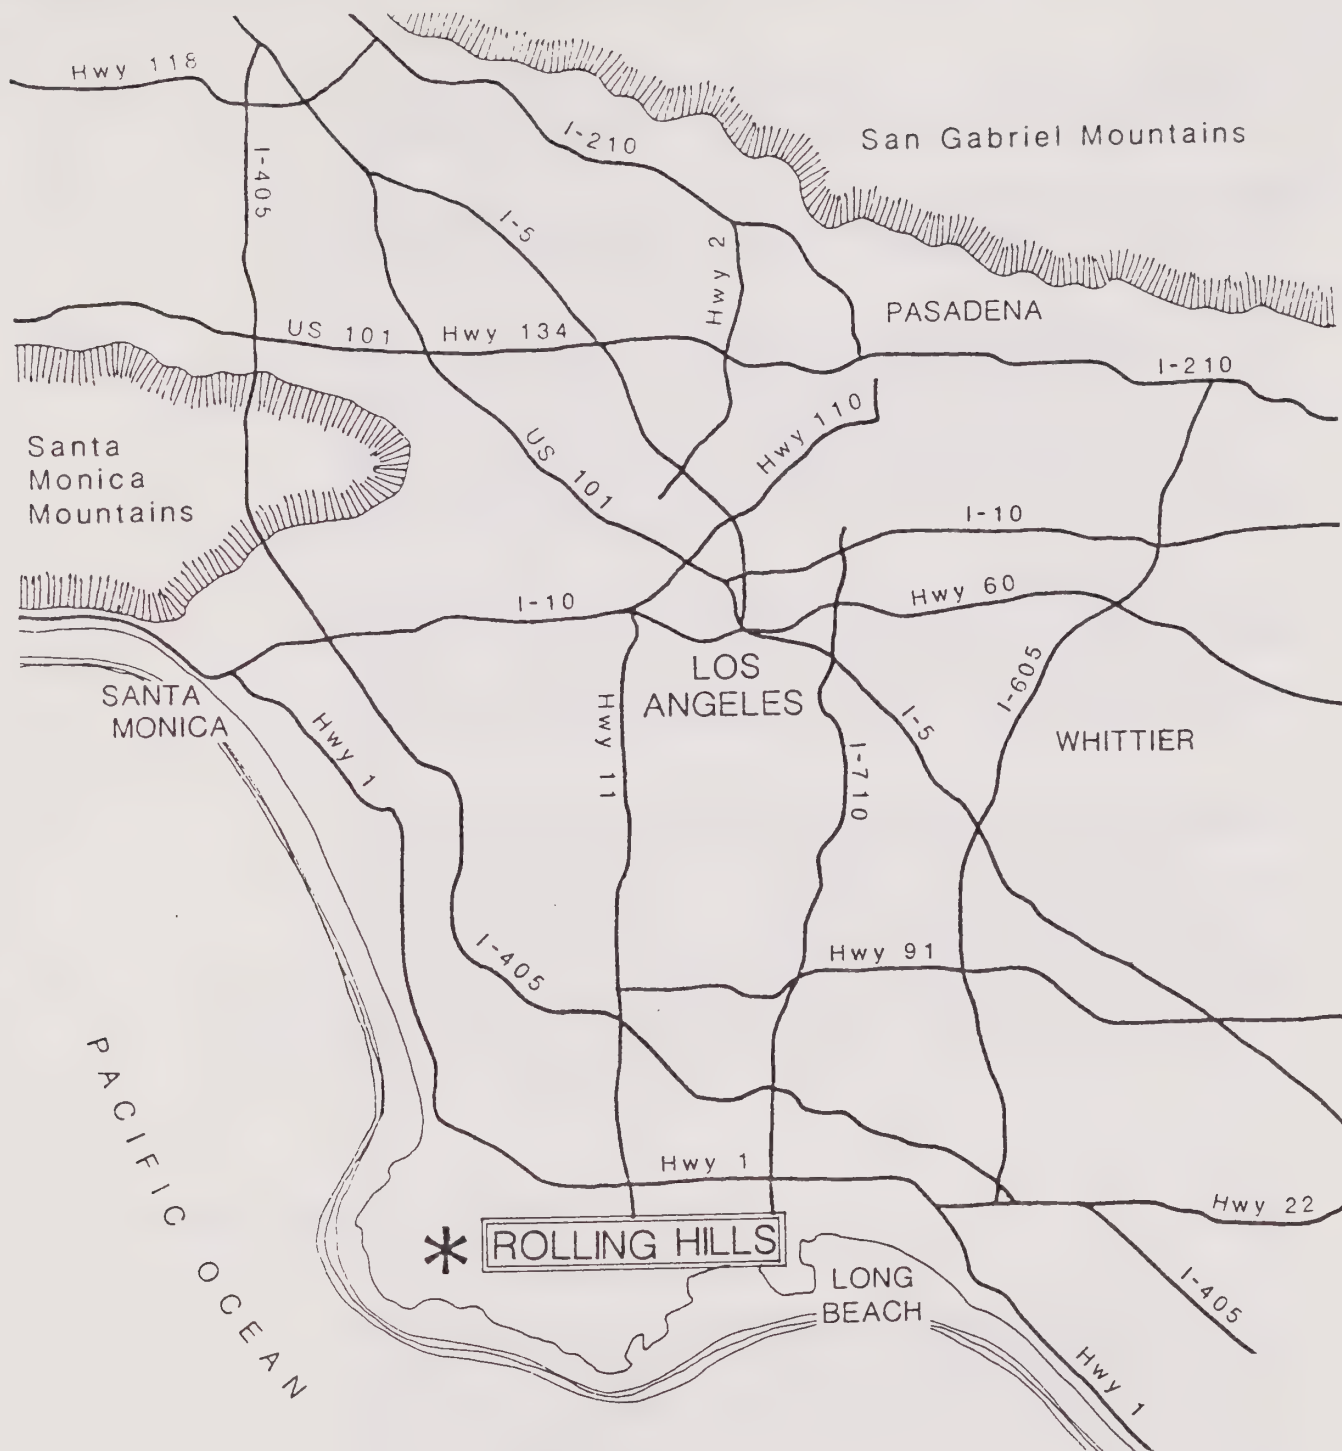 Hwy 118
I-210
San Gabriel Mountains
I-405
I-5
Hwy 2
PASADENA
US 101
Hwy 134
I-210
Santa
Monica
Mountains
US 101
Hwy 110
I-10
I-10
Hwy 60
SANTA
MONICA
LOS
ANGELES
I-605
Hwy 1
Hwy 11
I-5
WHITTIER
I-710
I-405
Hwy 91
PACIFIC OCEAN
Hwy 1
Hwy 22
* ROLLING HILLS
LONG
BEACH
I-405
Hwy 1